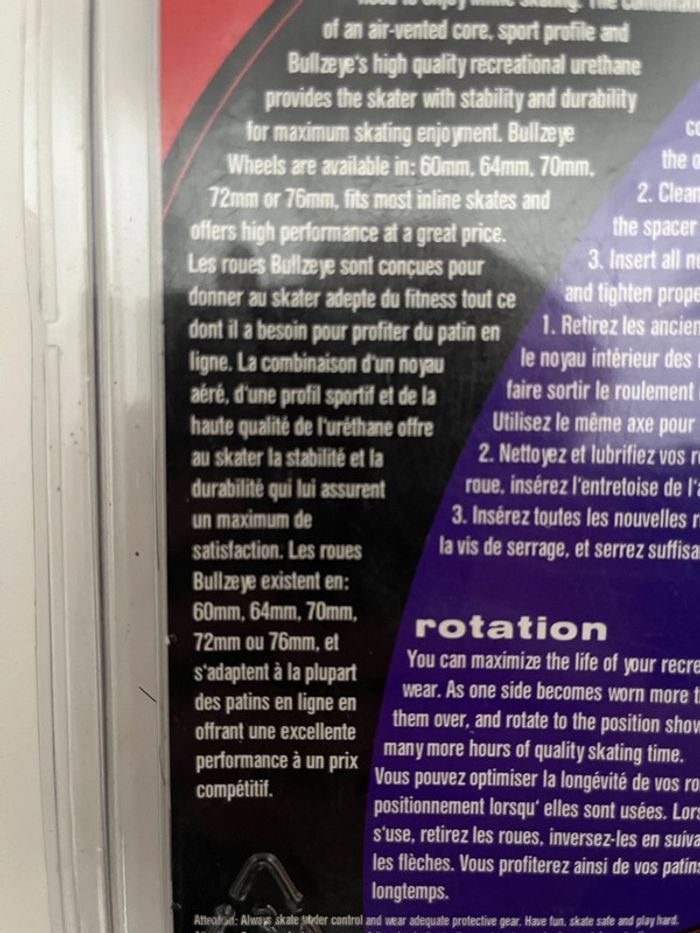 need to enjoy inline skating. The combination
of an air-vented core, sport profile and
Bullzeye's high quality recreational urethane
provides the skater with stability and durability
for maximum skating enjoyment. Bullzeye
Wheels are available in: 60mm, 64mm, 70mm,
72mm or 76mm, fits most inline skates and
offers high performance at a great price.
Les roues Bullzeye sont conçues pour
donner au skater adepte du fitness tout ce
dont il a besoin pour profiter du patin en
ligne. La combinaison d'un noyau
aéré, d'une profil sportif et de la
haute qualité de l'uréthane offre
au skater la stabilité et la
durabilité qui lui assurent
un maximum de
satisfaction. Les roues
Bullzeye existent en:
60mm, 64mm, 70mm,
72mm ou 76mm, et
s'adaptent à la plupart
des patins en ligne en
offrant une excellente
performance à un prix
compétitif.
the
2. Clean
the spacer
3. Insert all
and tighten
1. Retirez les
le noyau intérieur des
faire sortir le roulement
Utilisez le même axe pour
2. Nettoyez et lubrifiez vos
roue, insérez l'entretoise de
3. Insérez toutes les nouvelles
la vis de serrage, et serrez
rotation
You can maximize the life of your
wear. As one side becomes worn more
them over, and rotate to the position
many more hours of quality skating time.
Vous pouvez optimiser la longévité de vos
positionnement lorsqu' elles sont usées.
s'use, retirez les roues, inversez-les en
les flèches. Vous profiterez ainsi de vos
longtemps.
Attention: Always skate under control and wear adequate protective gear. Have fun, skate safe and play hard.